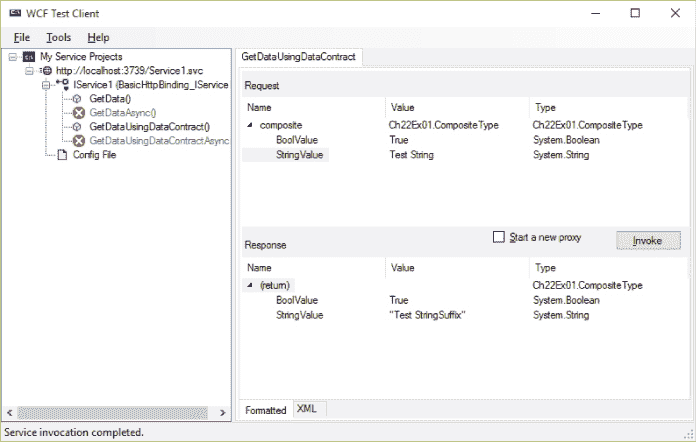 WCF Test Client
File Tools Help
My Service Projects
http://localhost:3739/Service1.svc
IService1 (BasicHttpBinding_IService
GetData()
GetDataAsync()
GetDataUsingDataContract()
GetDataUsingDataContractAsync
Config File
GetDataUsingDataContract
Request
Name Value Type
composite Ch22Ex01.CompositeType Ch22Ex01.CompositeType
BoolValue True System.Boolean
StringValue Test String System.String
Start a new proxy Invoke
Response
Name Value Type
(return) Ch22Ex01.CompositeType
BoolValue True System.Boolean
StringValue "Test StringSuffix" System.String
Formatted XML
Service invocation completed.